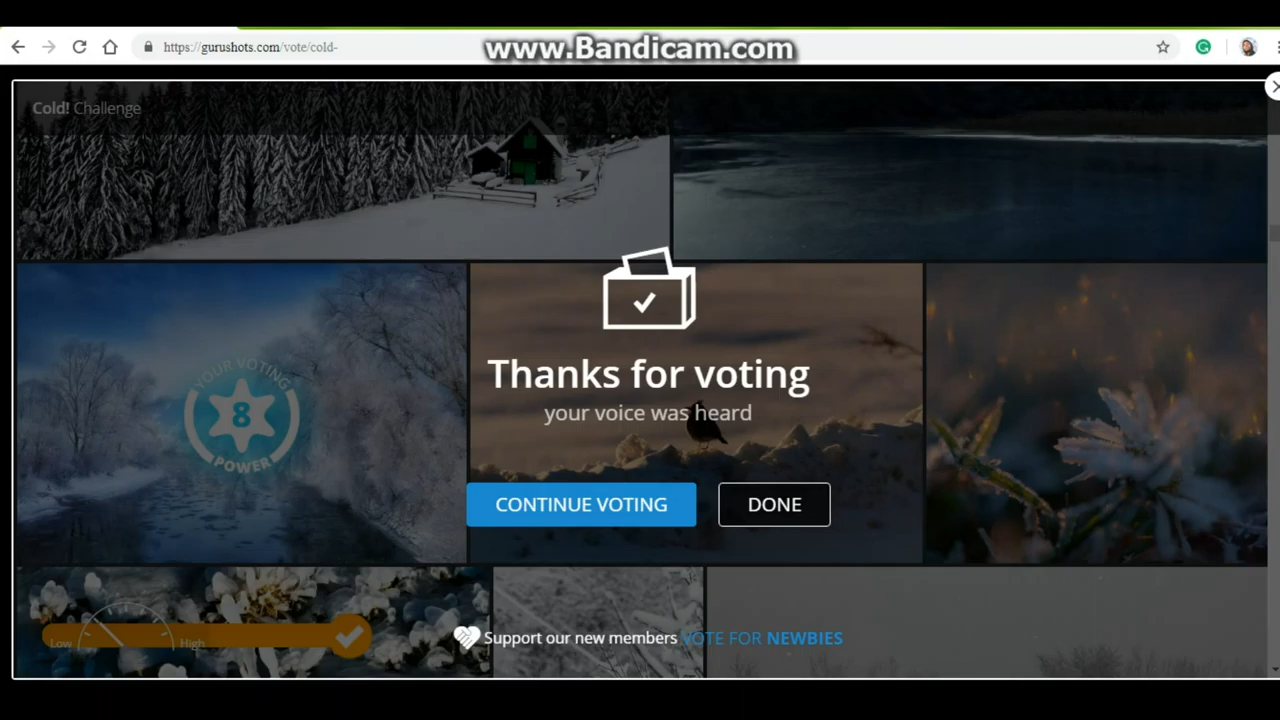 https://gurushots.com/vote/cold-
www.Bandicam.com
Cold! Challenge
YOUR VOTING
8
POWER
Thanks for voting
your voice was heard
CONTINUE VOTING
DONE
Low
High
Support our new members VOTE FOR NEWBIES